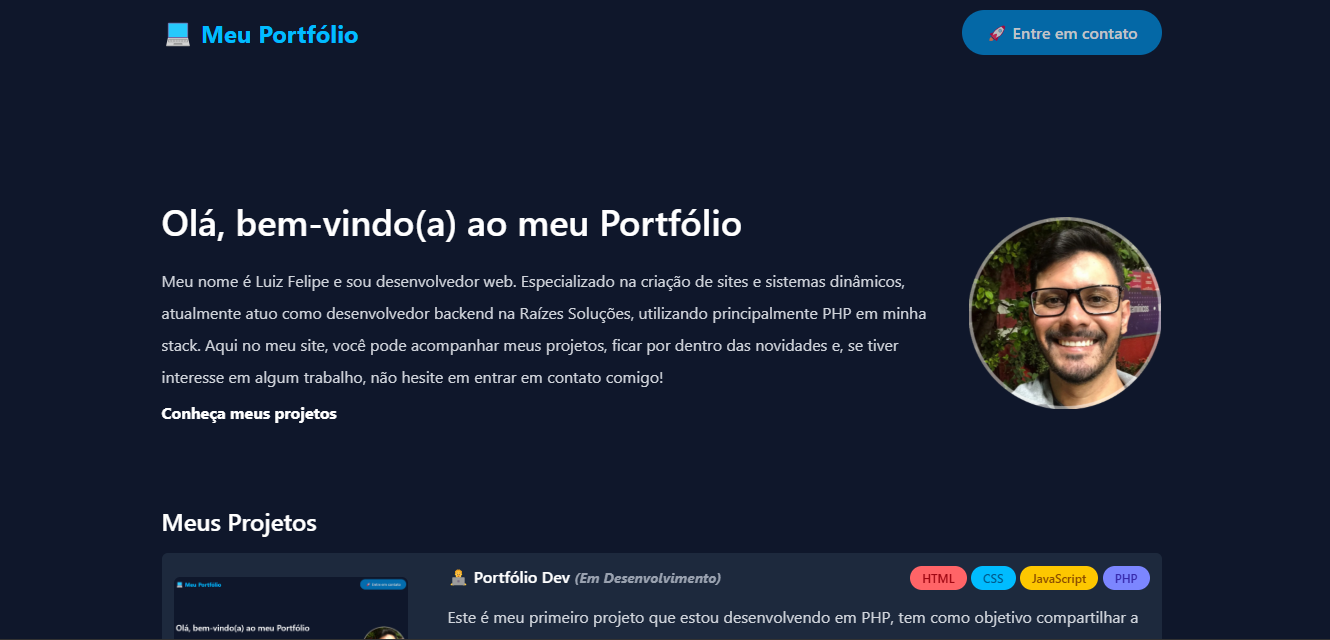 Meu Portfólio
Entre em contato
Olá, bem-vindo(a) ao meu Portfólio
Meu nome é Luiz Felipe e sou desenvolvedor web. Especializado na criação de sites e sistemas dinâmicos,
atualmente atuo como desenvolvedor backend na Raízes Soluções, utilizando principalmente PHP em minha
stack. Aqui no meu site, você pode acompanhar meus projetos, ficar por dentro das novidades e, se tiver
interesse em algum trabalho, não hesite em entrar em contato comigo!
Conheça meus projetos
Meus Projetos
Meu Portfólio
Entre em contato
Olá, bem-vindo(a) ao meu Portfólio
Portfólio Dev (Em Desenvolvimento)
HTML
CSS
JavaScript
PHP
Este é meu primeiro projeto que estou desenvolvendo em PHP, tem como objetivo compartilhar a